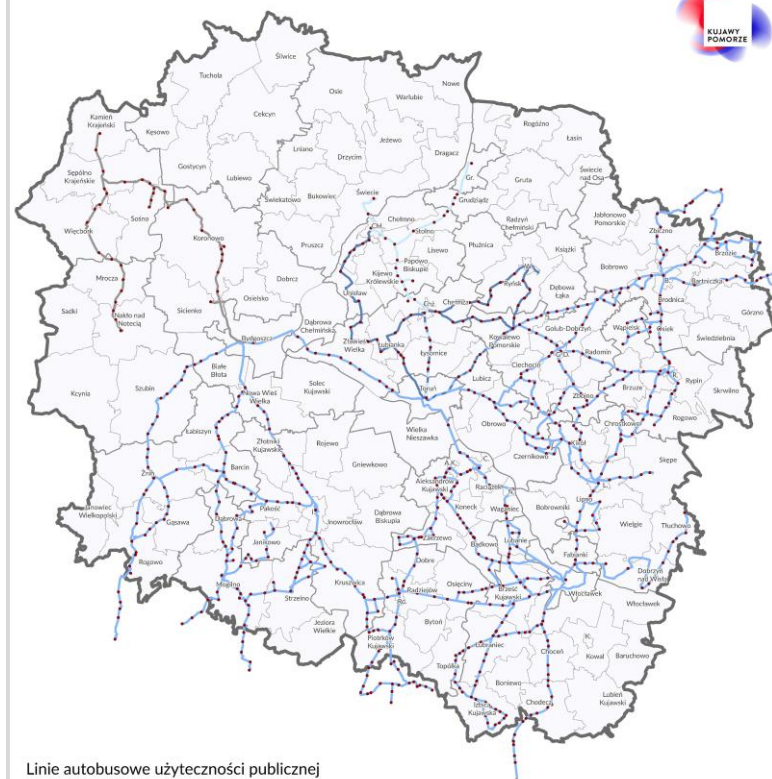 KUJAWY
POMORZE
Śliwice
Tuchola
Osie
Nowe
Warlubie
Kamień
Krajeński
Cekcyn
Kęsowo
Rogóźno
Łasin
Lniano
Jeżewo
Dragacz
Drzycim
Sępólno
Krajeńskie
Gostycyn
Lubiewo
Gr.
Gruta
Świecie
nad Osą
Świekatowo
Bukowiec
Świecie
Grudziądz
Sośno
Więcbork
Koronowo
Pruszcz
Chełmno
Stolno
Radzyń
Chełmiński
Jabłonowo
Pomorskie
Zbiczno
Lisewo
Płużnica
Książki
Brzozie
Bobrowo
Papowo
Biskupie
Kijewo
Królewskie
Unisław
Bartniczka
Mrocza
Dobrcz
Chełmża
Ryńsk
Dębowa
Łąka
Brodnica
Górzno
Sadki
Nakło nad
Notecią
Sicienko
Osielsko
Dąbrowa
Chełmińska
Zławieś
Wielka
Łubianka
Łysomice
Kowalewo
Pomorskie
Golub-Dobrzyń
Wąpielsk
Osiek
Świedziebnia
Bydgoszcz
Białe
Błota
Ciechocin
Radomin
Toruń
Lubicz
Rypin
Skrwilno
Kcynia
Szubin
Solec
Kujawski
Zbójno
Brzuze
Nowa Wieś
Wielka
Obrowo
Chrostkowo
Rogowo
Łabiszyn
Wielka
Nieszawka
Czernikowo
Kikół
Złotniki
Kujawskie
Rojewo
Skępe
Żnin
Barcin
Gniewkowo
A.K.
Aleksandrów
Kujawski
Raciążek
Janowiec
Wielkopolski
Gąsawa
Dąbrowa
Pakość
Inowrocław
Dąbrowa
Biskupia
Koneck
Waganiec
Bobrowniki
Lipno
Wielgie
Tłuchowo
Janikowo
Zakrzewo
Bądkowo
Lubanie
Rogowo
Mogilno
Dobre
Fabianki
Dobrzyń
nad Wisłą
Strzelno
Kruszwica
Radziejów
Osięciny
Brześć
Kujawski
Włocławek
Włocławek
Jeziora
Wielkie
Bytoń
Piotrków
Kujawski
Lubraniec
Choceń
K.
Kowal
Baruchowo
Topólka
Boniewo
Lubień
Kujawski
Izbica
Kujawska
Chodecz
Linie autobusowe użyteczności publicznej